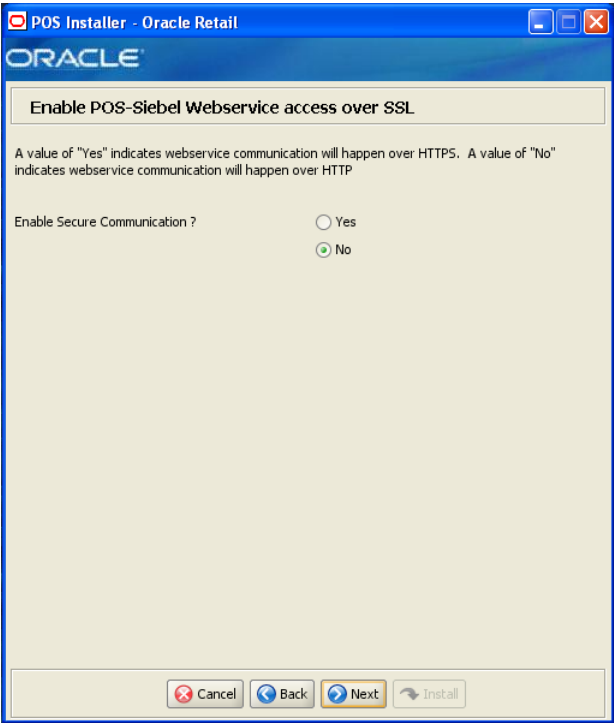 POS Installer - Oracle Retail
ORACLE
Enable POS-Siebel Webservice access over SSL
A value of "Yes" indicates webservice communication will happen over HTTPS. A value of "No"
indicates webservice communication will happen over HTTP
Enable Secure Communication ?
Yes
No
Cancel
Back
Next
Install